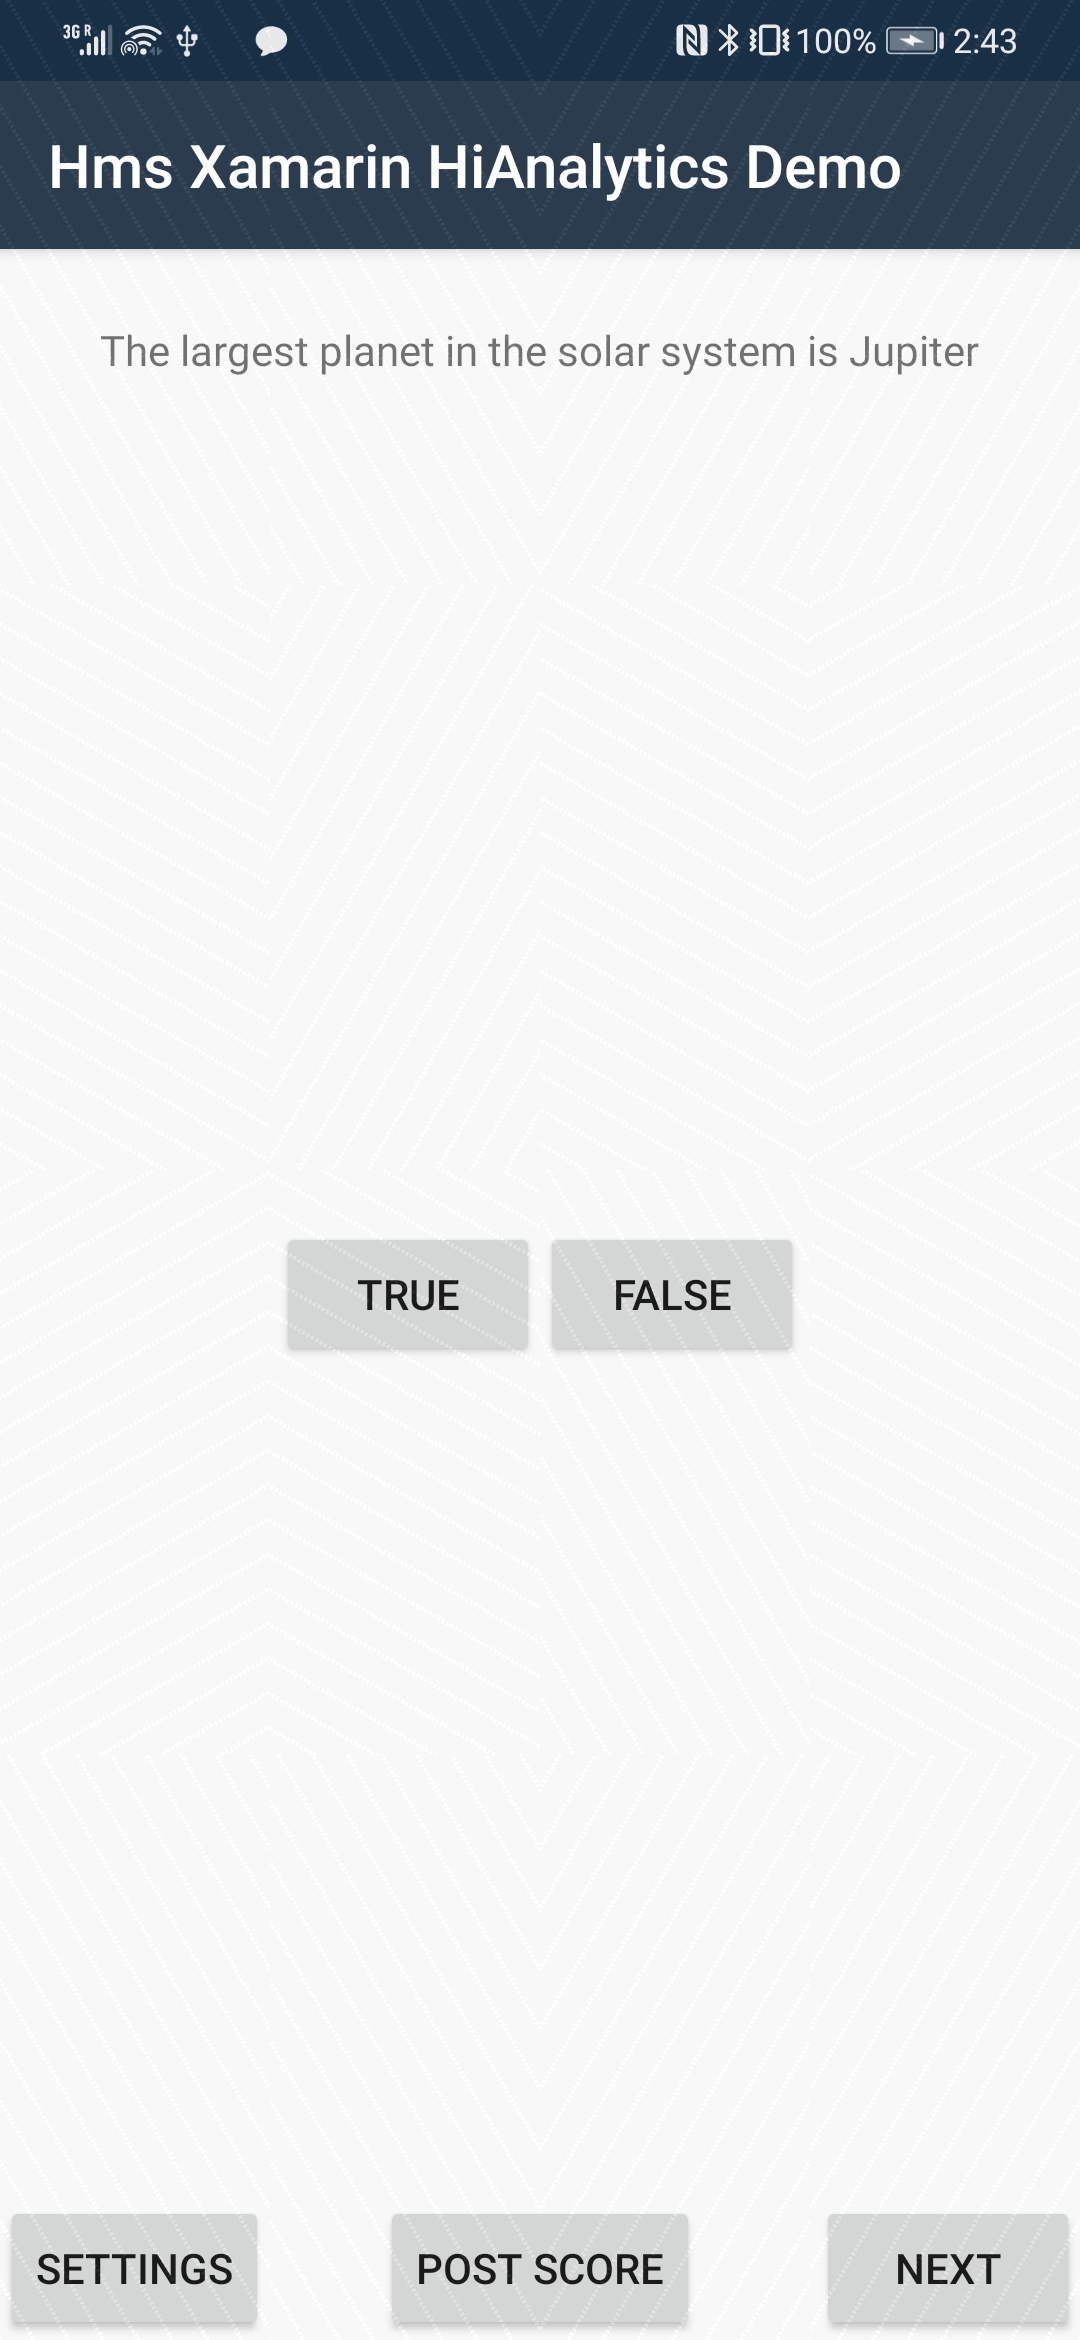 3G R 100% 2:43
Hms Xamarin HiAnalytics Demo
The largest planet in the solar system is Jupiter
TRUE FALSE
SETTINGS POST SCORE NEXT